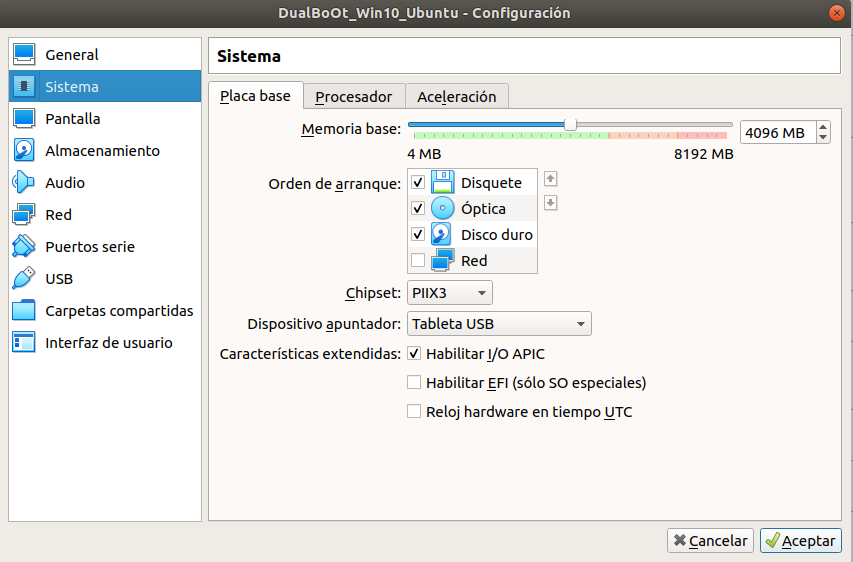 DualBoOt_Win10_Ubuntu - Configuración
General
Sistema
Pantalla
Almacenamiento
Audio
Red
Puertos serie
USB
Carpetas compartidas
Interfaz de usuario
Sistema
Placa base Procesador Aceleración
Memoria base: 4096 MB
4 MB 8192 MB
Orden de arranque: Disquete
Óptica
Disco duro
Red
Chipset: PIIX3
Dispositivo apuntador: Tableta USB
Características extendidas: Habilitar I/O APIC
Habilitar EFI (sólo SO especiales)
Reloj hardware en tiempo UTC
Cancelar Aceptar